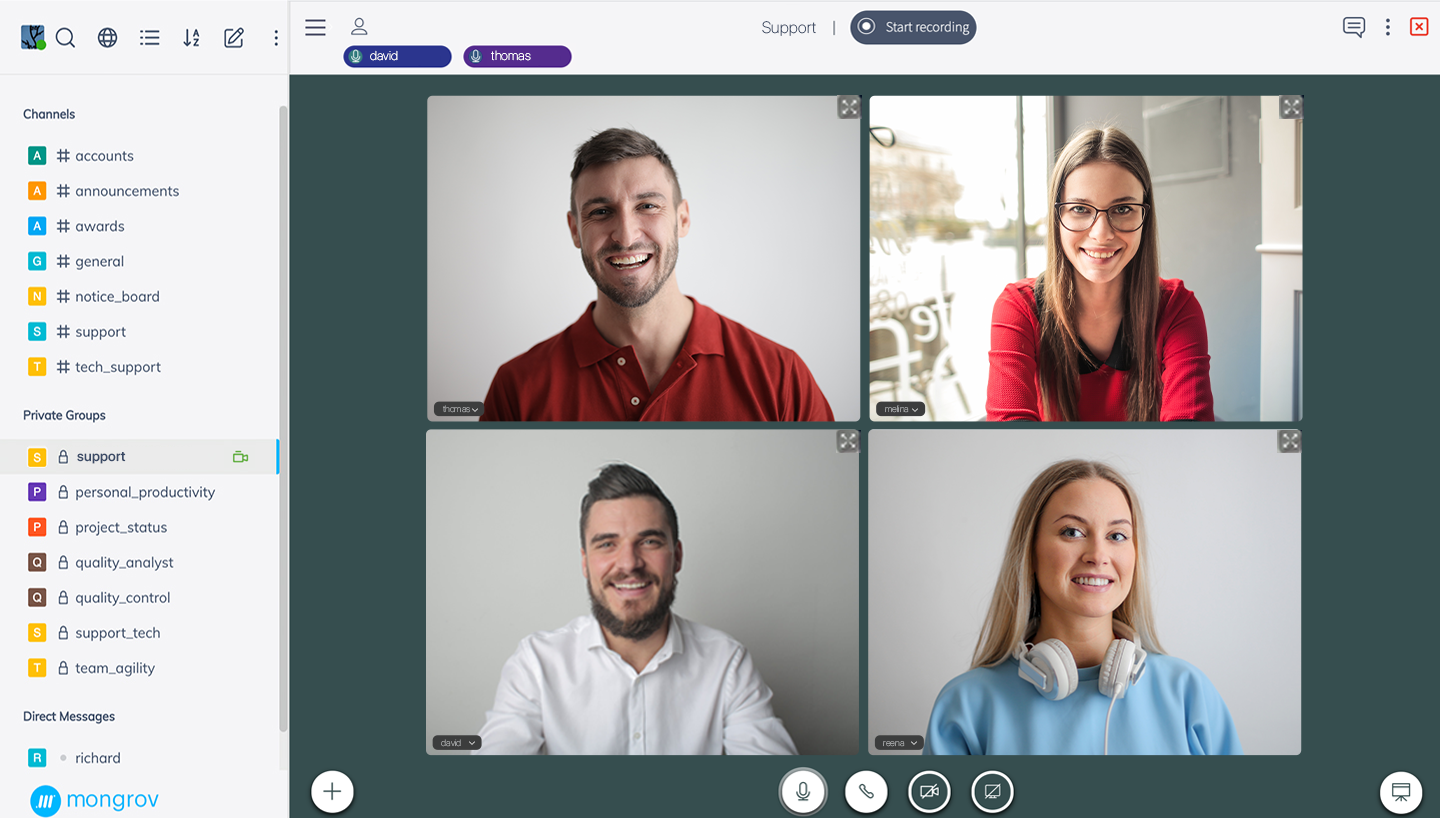 Channels
A # accounts
A # announcements
A # awards
G # general
N # notice_board
S # support
T # tech_support
Private Groups
S support
P personal_productivity
P project_status
Q quality_analyst
Q quality_control
S support_tech
T team_agility
Direct Messages
R richard
mongrov
Support | Start recording
david thomas
thomas
melina
david
reena